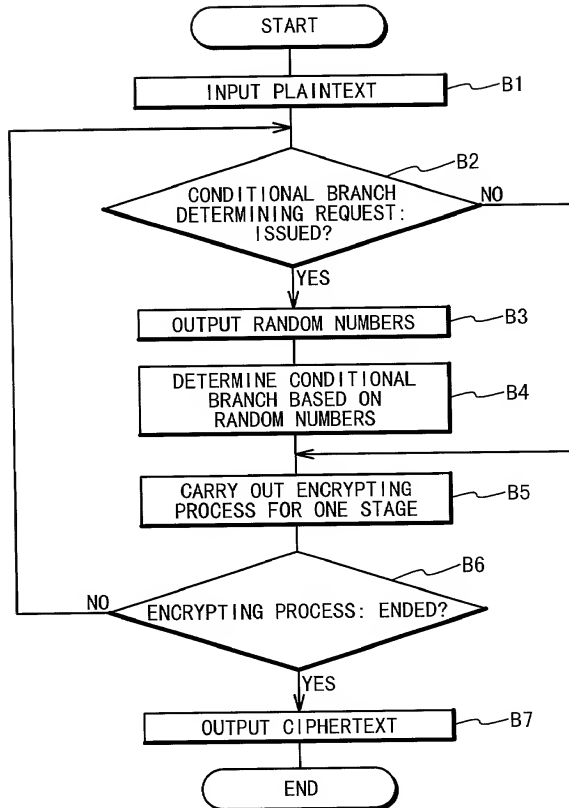 START
INPUT PLAINTEXT
B1
B2
CONDITIONAL BRANCH
DETERMINING REQUEST:
ISSUED?
NO
YES
OUTPUT RANDOM NUMBERS
B3
DETERMINE CONDITIONAL
BRANCH BASED ON
RANDOM NUMBERS
B4
CARRY OUT ENCRYPTING
PROCESS FOR ONE STAGE
B5
B6
NO
ENCRYPTING PROCESS: ENDED?
YES
OUTPUT CIPHERTEXT
B7
END